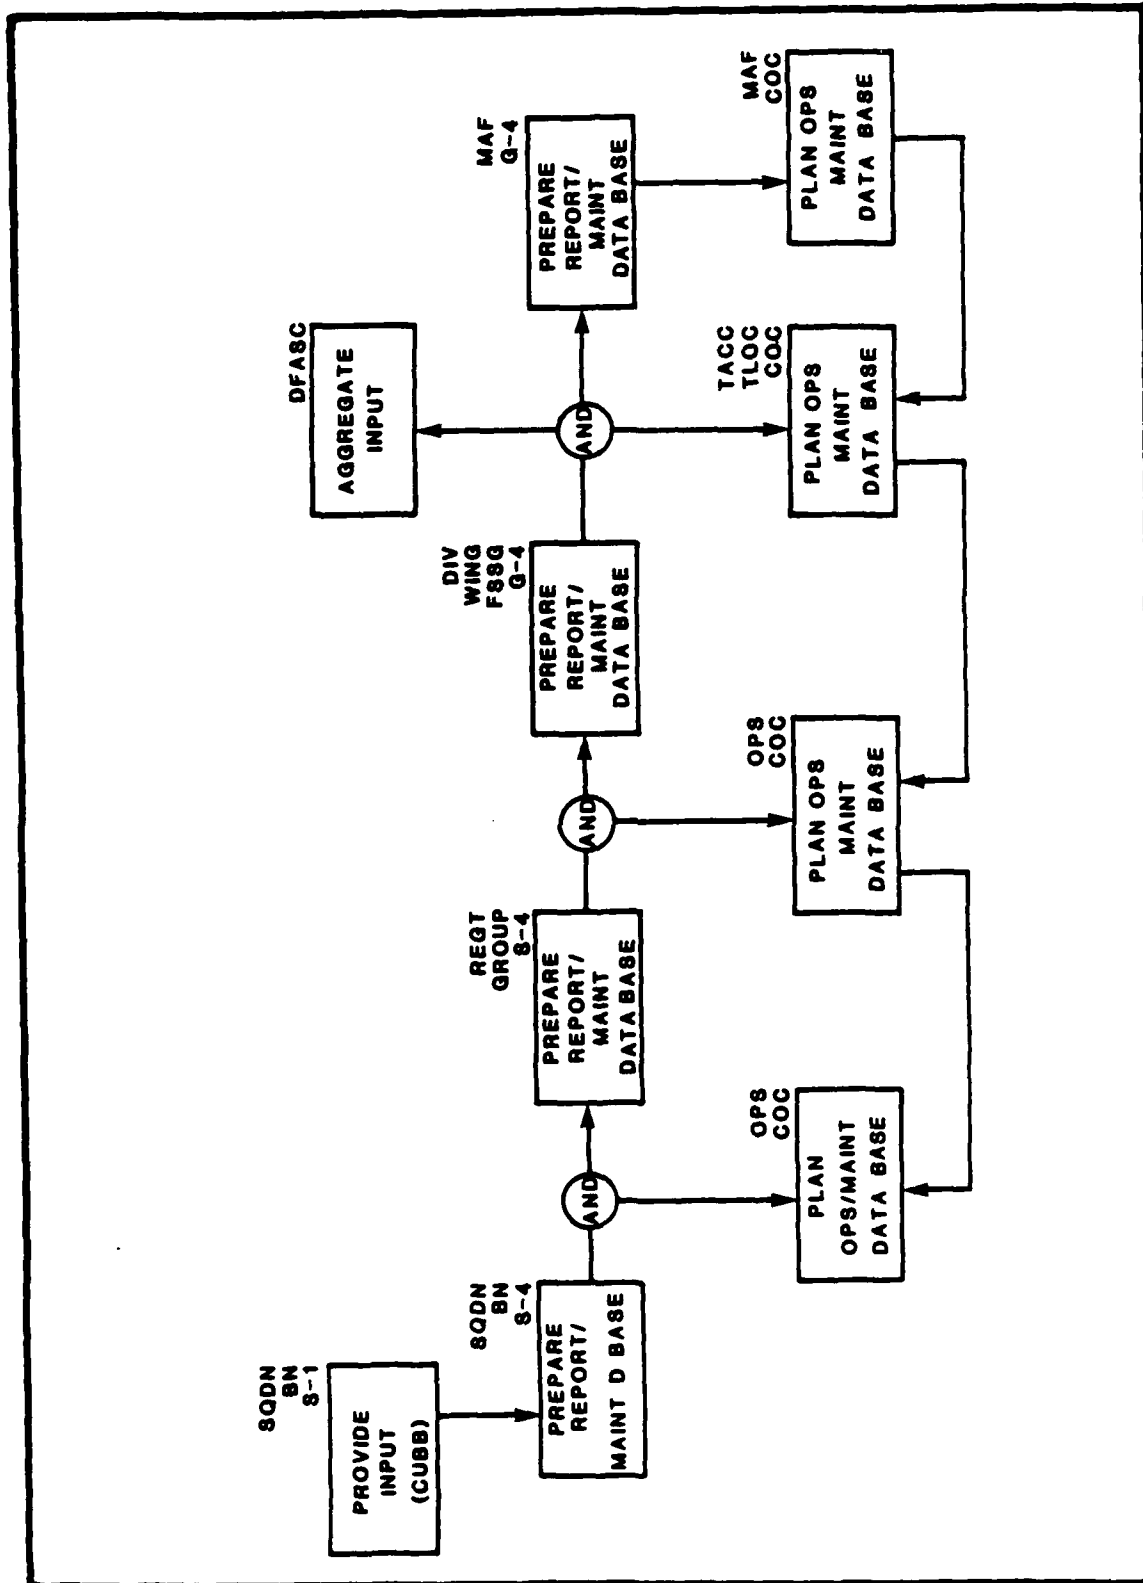 SQDN
BN
S-1
PROVIDE
INPUT
(CUBB)
DFASC
AGGREGATE
INPUT
SQDN
BN
S-4
PREPARE
REPORT/
MAINT D BASE
AND
REGT
GROUP
S-4
PREPARE
REPORT/
MAINT
DATA BASE
AND
DIV
WING
FSSG
G-4
PREPARE
REPORT/
MAINT
DATA BASE
AND
MAF
G-4
PREPARE
REPORT/
MAINT
DATA BASE
OPS
COC
PLAN
OPS/MAINT
DATA BASE
OPS
COC
PLAN OPS
MAINT
DATA BASE
TACC
TLOC
COC
PLAN OPS
MAINT
DATA BASE
MAF
COC
PLAN OPS
MAINT
DATA BASE